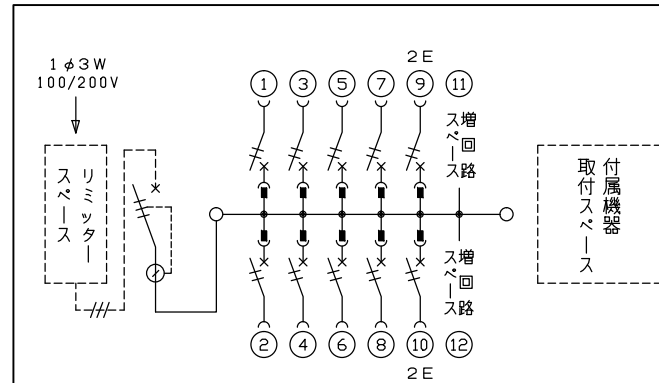 1φ3W
100/200V
リミッター
スペース
2E
① ③ ⑤ ⑦ ⑨ ⑪
増回路
スペース
付属機器
取付スペース
増回路
スペース
② ④ ⑥ ⑧ ⑩ ⑫
2E